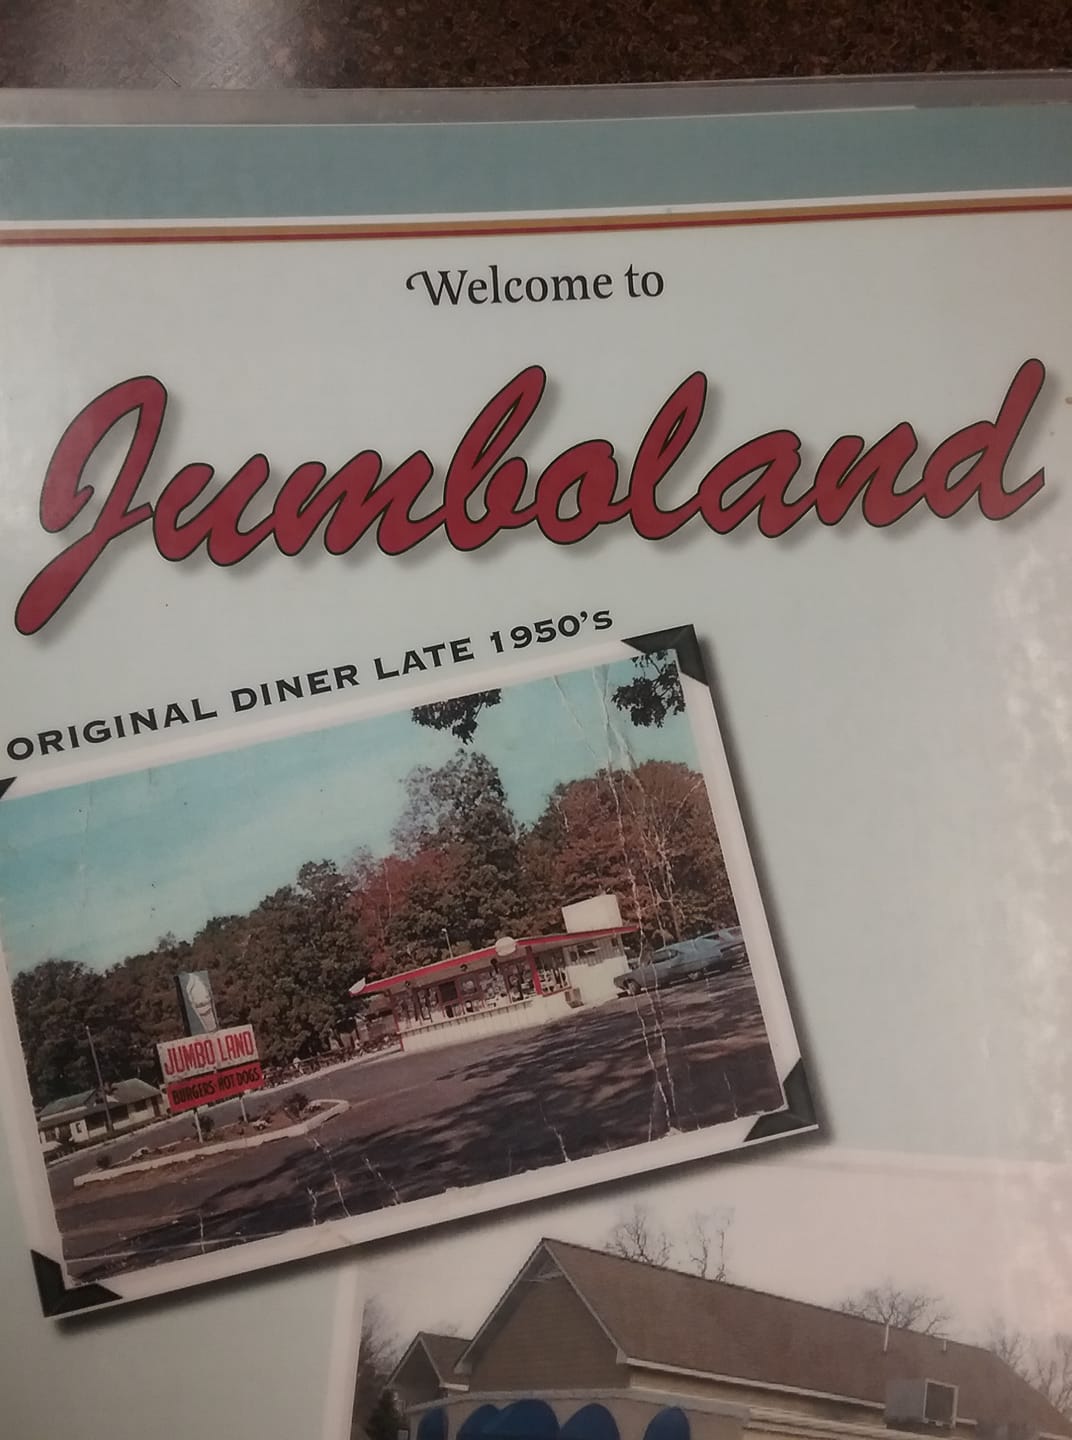 Welcome to
Jumboland
ORIGINAL DINER LATE 1950'S
JUMBO LAND
BURGERS-HOT DOGS